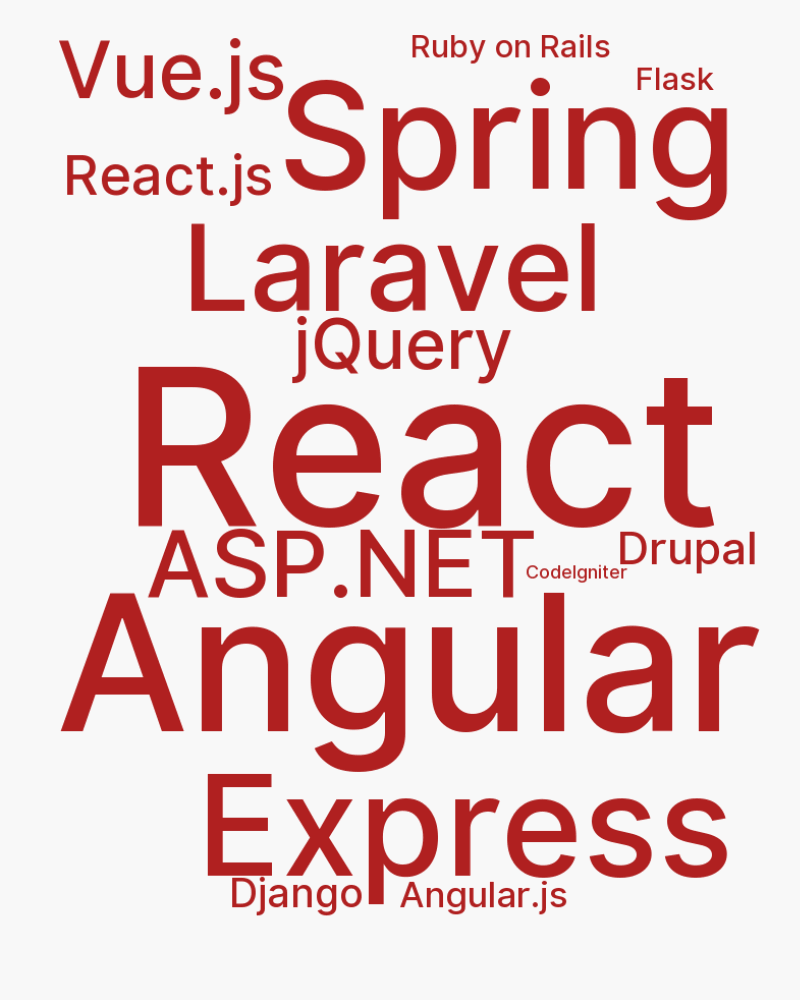 Vue.js
Ruby on Rails
Flask
Spring
React.js
Laravel
jQuery
React
ASP.NET
Drupal
CodeIgniter
Angular
Express
Django
Angular.js